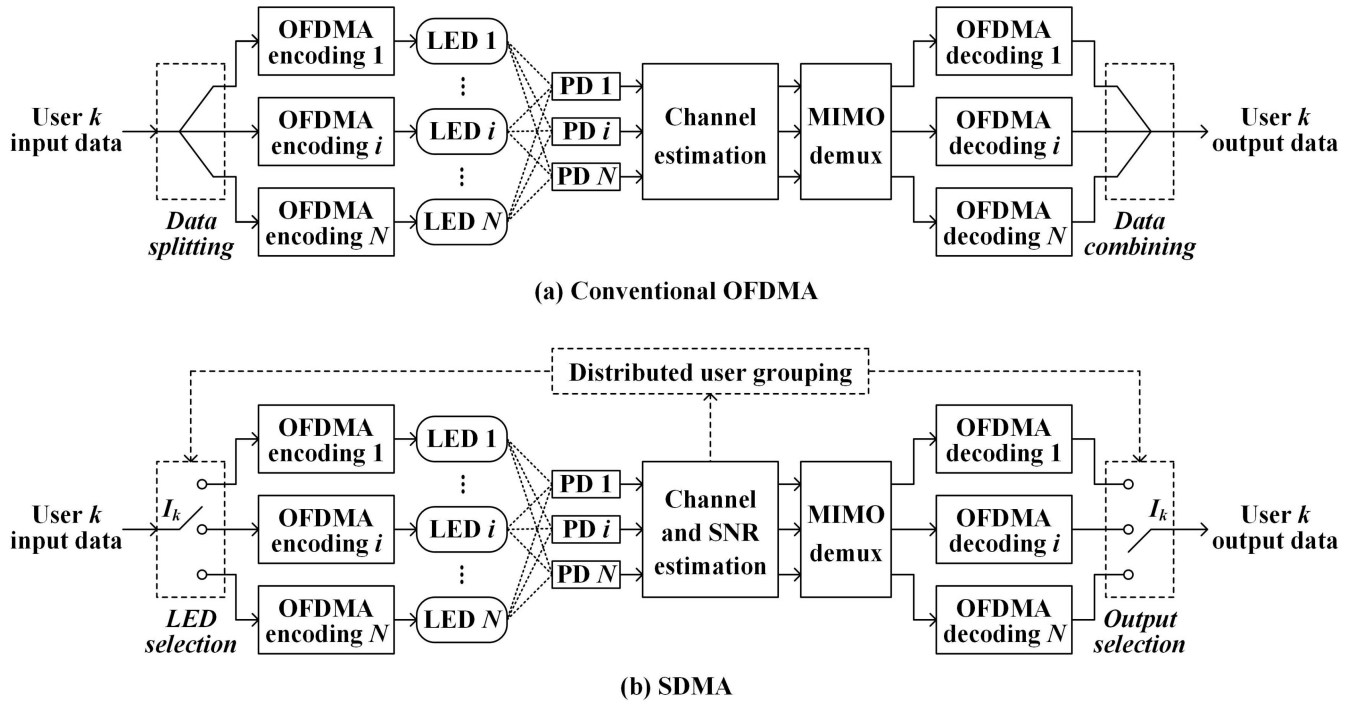 User k
input data
Data
splitting
OFDMA
encoding 1
OFDMA
encoding i
OFDMA
encoding N
LED 1
⋮
LED i
⋮
LED N
PD 1
PD i
PD N
Channel
estimation
MIMO
demux
OFDMA
decoding 1
OFDMA
decoding i
OFDMA
decoding N
Data
combining
User k
output data
(a) Conventional OFDMA
Distributed user grouping
User k
input data
I_k
LED
selection
OFDMA
encoding 1
OFDMA
encoding i
OFDMA
encoding N
LED 1
⋮
LED i
⋮
LED N
PD 1
PD i
PD N
Channel
and SNR
estimation
MIMO
demux
OFDMA
decoding 1
OFDMA
decoding i
OFDMA
decoding N
I_k
Output
selection
User k
output data
(b) SDMA